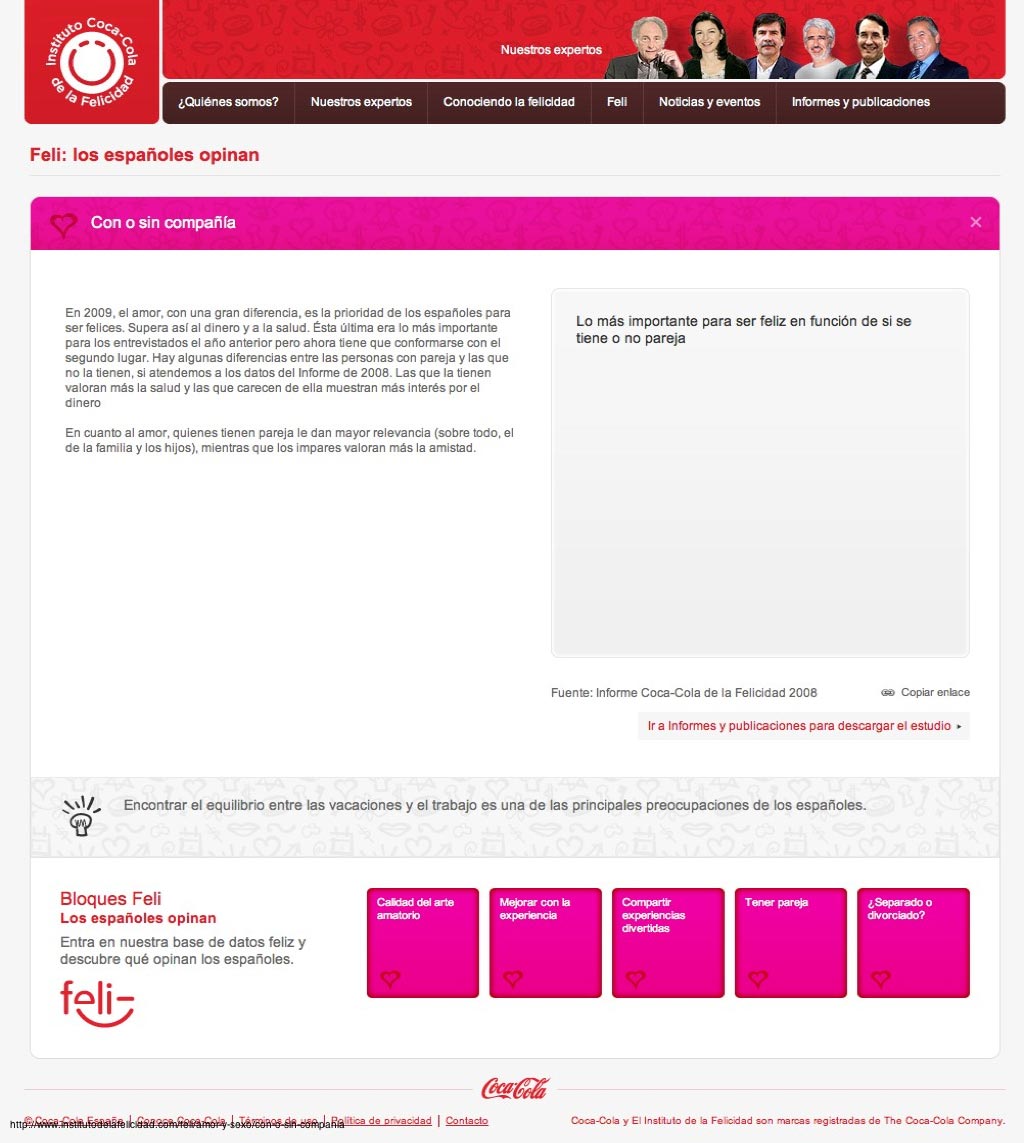 Instituto Coca-Cola
de la Felicidad
Nuestros expertos
¿Quiénes somos? Nuestros expertos Conociendo la felicidad Feli Noticias y eventos Informes y publicaciones
Feli: los españoles opinan
Con o sin compañía
En 2009, el amor, con una gran diferencia, es la prioridad de los españoles para
ser felices. Supera así al dinero y a la salud. Ésta última era lo más importante
para los entrevistados el año anterior pero ahora tiene que conformarse con el
segundo lugar. Hay algunas diferencias entre las personas con pareja y las que
no la tienen, si atendemos a los datos del Informe de 2008. Las que la tienen
valoran más la salud y las que carecen de ella muestran más interés por el
dinero
En cuanto al amor, quienes tienen pareja le dan mayor relevancia (sobre todo, el
de la familia y los hijos), mientras que los impares valoran más la amistad.
Lo más importante para ser feliz en función de si se
tiene o no pareja
Fuente: Informe Coca-Cola de la Felicidad 2008 Copiar enlace
Ir a Informes y publicaciones para descargar el estudio
Encontrar el equilibrio entre las vacaciones y el trabajo es una de las principales preocupaciones de los españoles.
Bloques Feli
Los españoles opinan
Entra en nuestra base de datos feliz y
descubre qué opinan los españoles.
feli
Calidad del arte
amatorio
Mejorar con la
experiencia
Compartir
experiencias
divertidas
Tener pareja
¿Separado o
divorciado?
Coca-Cola
© Coca-Cola España | Conoce Coca-Cola | Términos de uso | Política de privacidad | Contacto
Coca-Cola y El Instituto de la Felicidad son marcas registradas de The Coca-Cola Company.
http://www.institutodelafelicidad.com/feli/amor-y-sexo/con-o-sin-compania